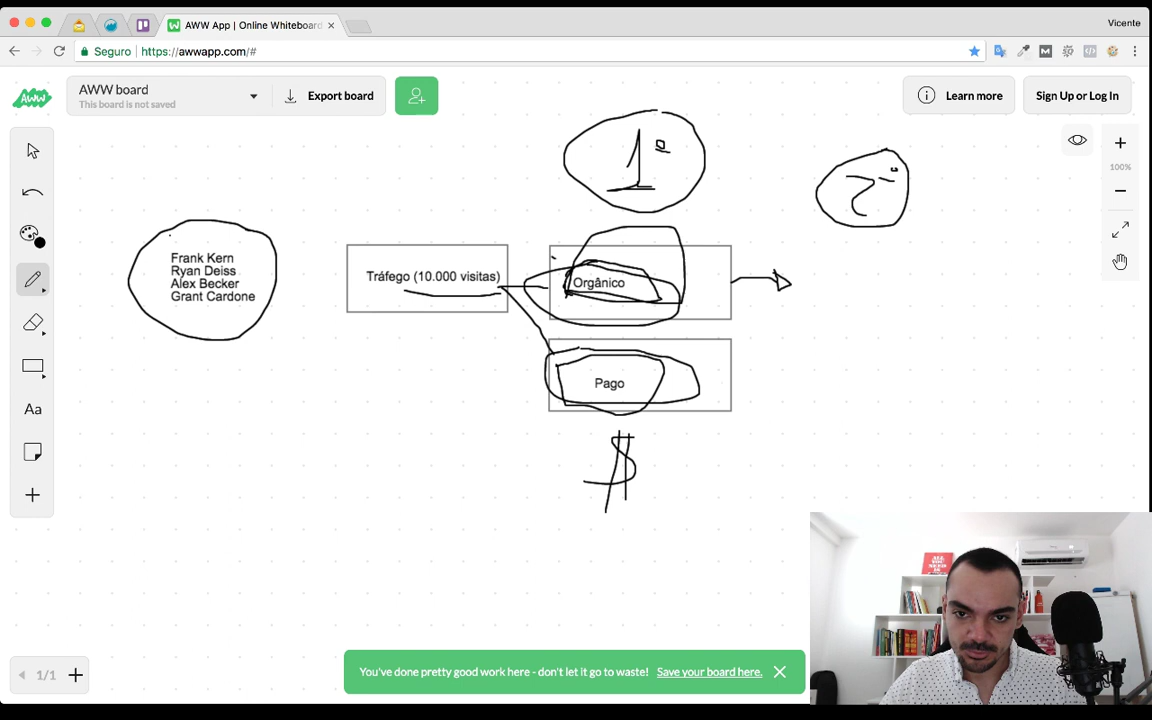 AWW App | Online Whiteboard
Vicente
Seguro
https://awwapp.com/#
AWW
AWW board
This board is not saved
Export board
Learn more
Sign Up or Log In
100%
1º
2º
Frank Kern
Ryan Deiss
Alex Becker
Grant Cardone
Tráfego (10.000 visitas)
Orgânico
Pago
$
Aa
1/1
You've done pretty good work here - don't let it go to waste! Save your board here.